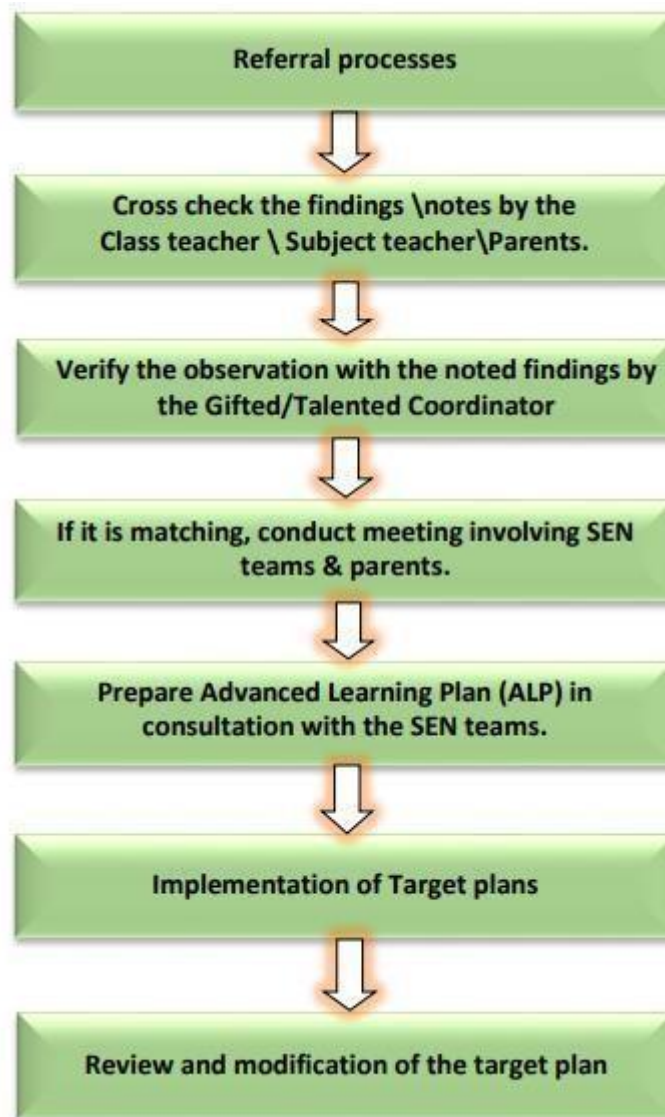 Referral processes
Cross check the findings \notes by the
Class teacher \ Subject teacher\Parents.
Verify the observation with the noted findings by
the Gifted/Talented Coordinator
If it is matching, conduct meeting involving SEN
teams & parents.
Prepare Advanced Learning Plan (ALP) in
consultation with the SEN teams.
Implementation of Target plans
Review and modification of the target plan